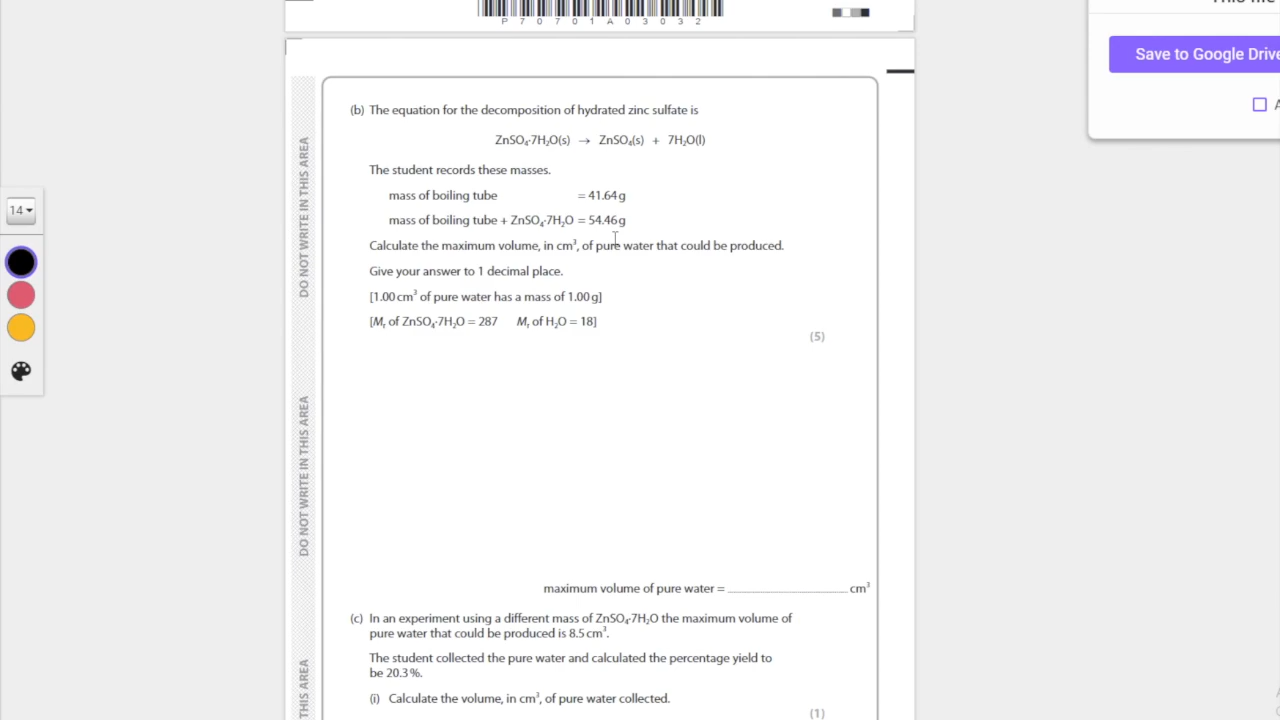 P 7 0 7 0 1 A 0 3 0 3 2
Save to Google Drive
(b) The equation for the decomposition of hydrated zinc sulfate is
ZnSO₄·7H₂O(s) → ZnSO₄(s) + 7H₂O(l)
The student records these masses.
mass of boiling tube = 41.64 g
mass of boiling tube + ZnSO₄·7H₂O = 54.46 g
Calculate the maximum volume, in cm³, of pure water that could be produced.
Give your answer to 1 decimal place.
[1.00 cm³ of pure water has a mass of 1.00 g]
[Mᵣ of ZnSO₄·7H₂O = 287 Mᵣ of H₂O = 18]
(5)
maximum volume of pure water = cm³
(c) In an experiment using a different mass of ZnSO₄·7H₂O the maximum volume of
pure water that could be produced is 8.5 cm³.
The student collected the pure water and calculated the percentage yield to
be 20.3%.
(i) Calculate the volume, in cm³, of pure water collected.
(1)
DO NOT WRITE IN THIS AREA
DO NOT WRITE IN THIS AREA
THIS AREA
14